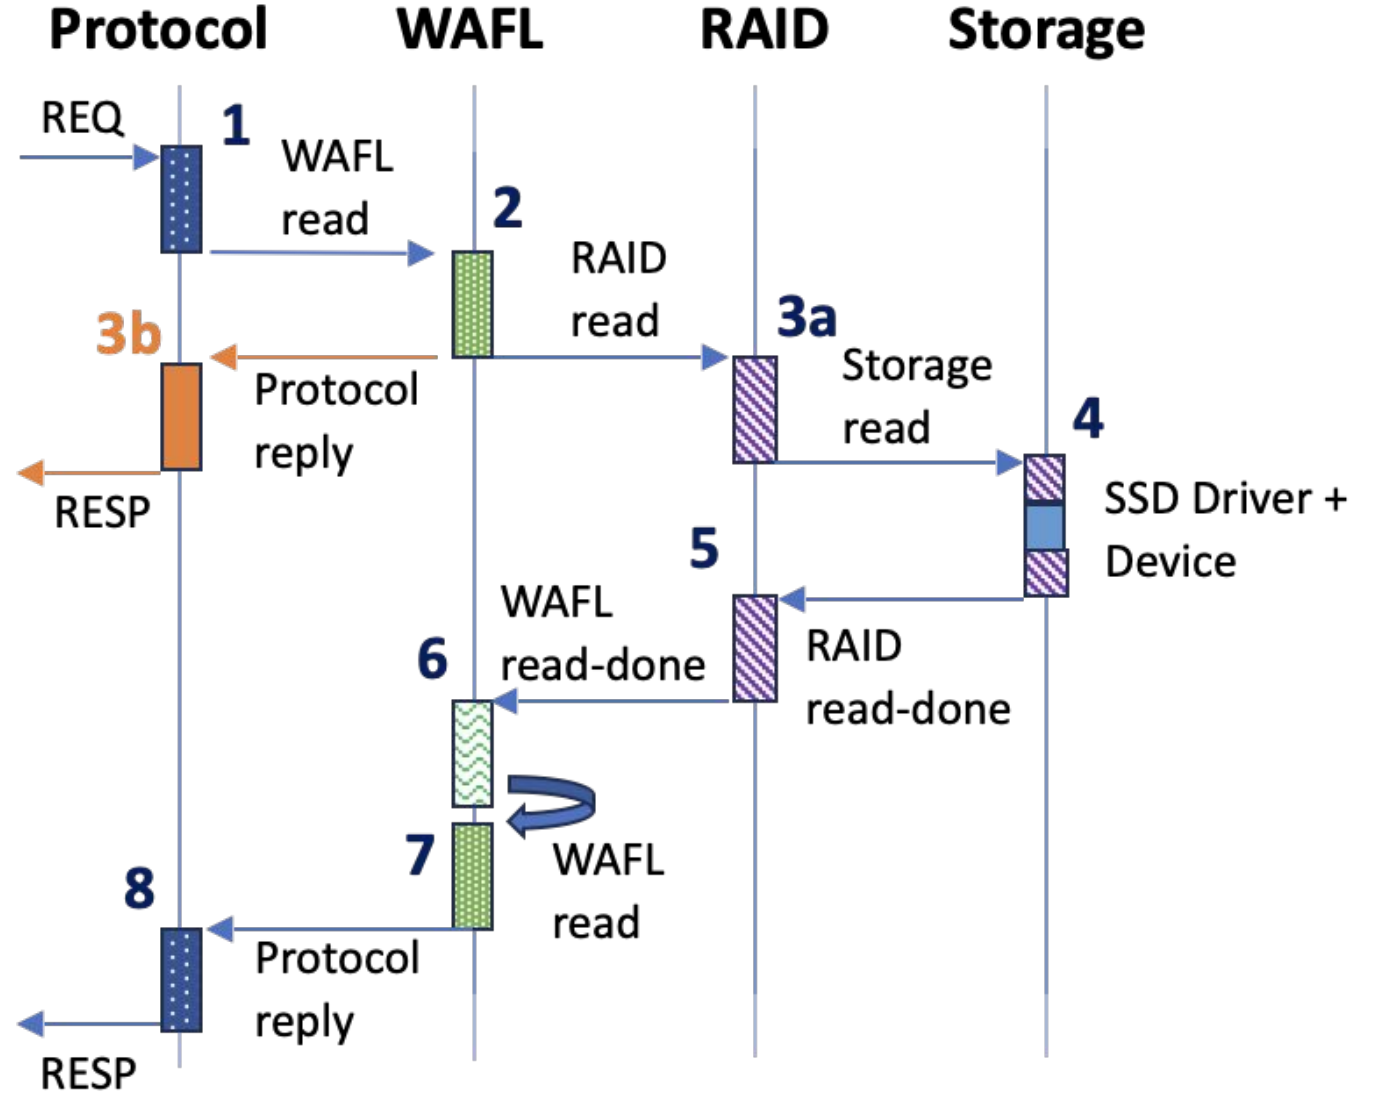 Protocol
WAFL
RAID
Storage
REQ
1
WAFL
read
2
RAID
read
3a
3b
Protocol
reply
RESP
Storage
read
4
SSD Driver +
Device
5
WAFL
read-done
RAID
read-done
6
7
WAFL
read
8
Protocol
reply
RESP